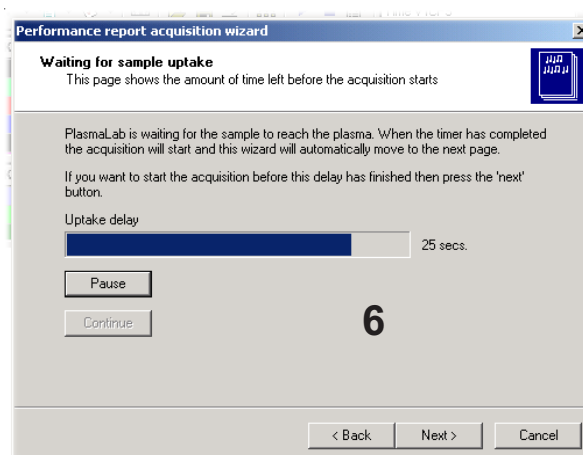 Performance report acquisition wizard
Waiting for sample uptake
This page shows the amount of time left before the acquisition starts
PlasmaLab is waiting for the sample to reach the plasma. When the timer has completed
the acquisition will start and this wizard will automatically move to the next page.
If you want to start the acquisition before this delay has finished then press the 'next'
button.
Uptake delay
25 secs.
Pause
Continue
6
< Back
Next >
Cancel